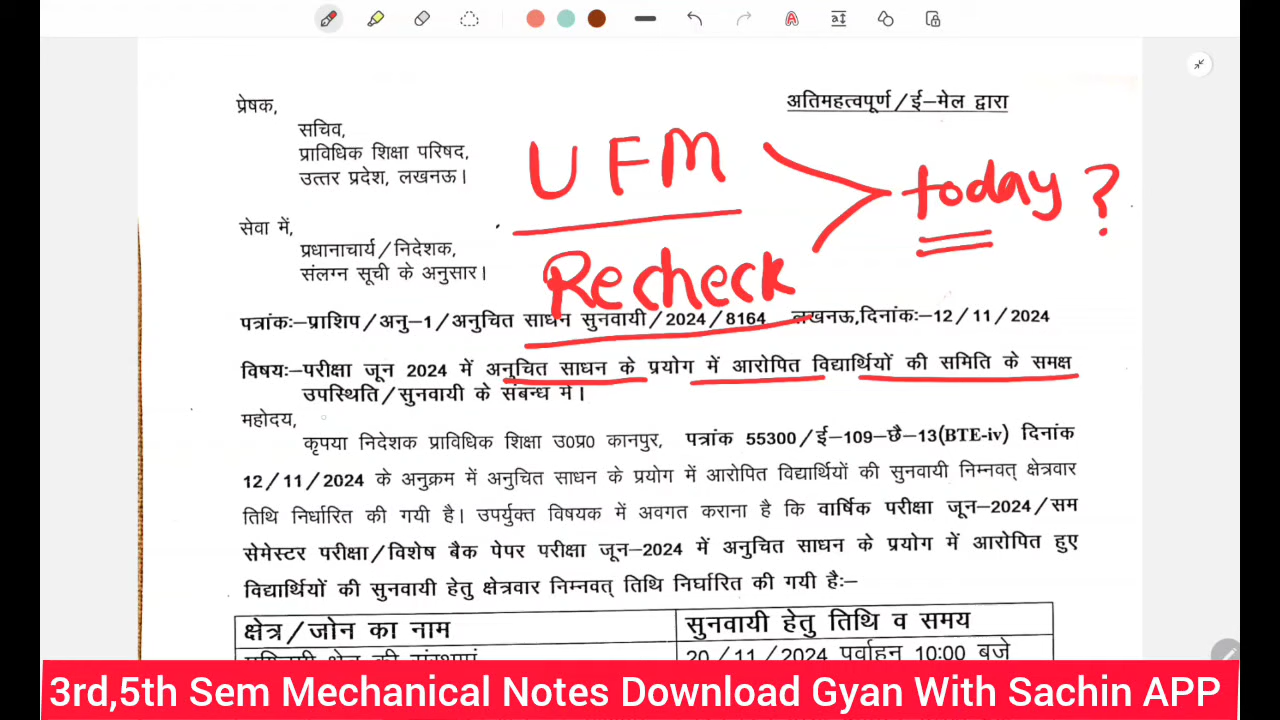 प्रेषक,
अतिमहत्वपूर्ण/ई-मेल द्वारा
सचिव,
प्राविधिक शिक्षा परिषद,
उत्तर प्रदेश, लखनऊ।
UFM
today ?
सेवा में,
प्रधानाचार्य/निदेशक,
संलग्न सूची के अनुसार।
Recheck
पत्रांकः-प्राशिप/अनु-1/अनुचित साधन सुनवायी/2024/8164 लखनऊ,दिनांकः-12/11/2024
विषयः- परीक्षा जून 2024 में अनुचित साधन के प्रयोग में आरोपित विद्यार्थियों की समिति के समक्ष
उपस्थिति/सुनवायी के संबन्ध में।
महोदय,
कृपया निदेशक प्राविधिक शिक्षा उ0प्र0 कानपुर, पत्रांक 55300/ई-109-छै-13(BTE-iv) दिनांक
12/11/2024 के अनुक्रम में अनुचित साधन के प्रयोग में आरोपित विद्यार्थियों की सुनवायी निम्नवत् क्षेत्रवार
तिथि निर्धारित की गयी है। उपर्युक्त विषयक में अवगत कराना है कि वार्षिक परीक्षा जून-2024/सम
सेमेस्टर परीक्षा/विशेष बैक पेपर परीक्षा जून-2024 में अनुचित साधन के प्रयोग में आरोपित हुए
विद्यार्थियों की सुनवायी हेतु क्षेत्रवार निम्नवत् तिथि निर्धारित की गयी हैः-
क्षेत्र/जोन का नाम सुनवायी हेतु तिथि व समय
20/11/2024 पूर्वाहन 10:00 बजे
3rd,5th Sem Mechanical Notes Download Gyan With Sachin APP